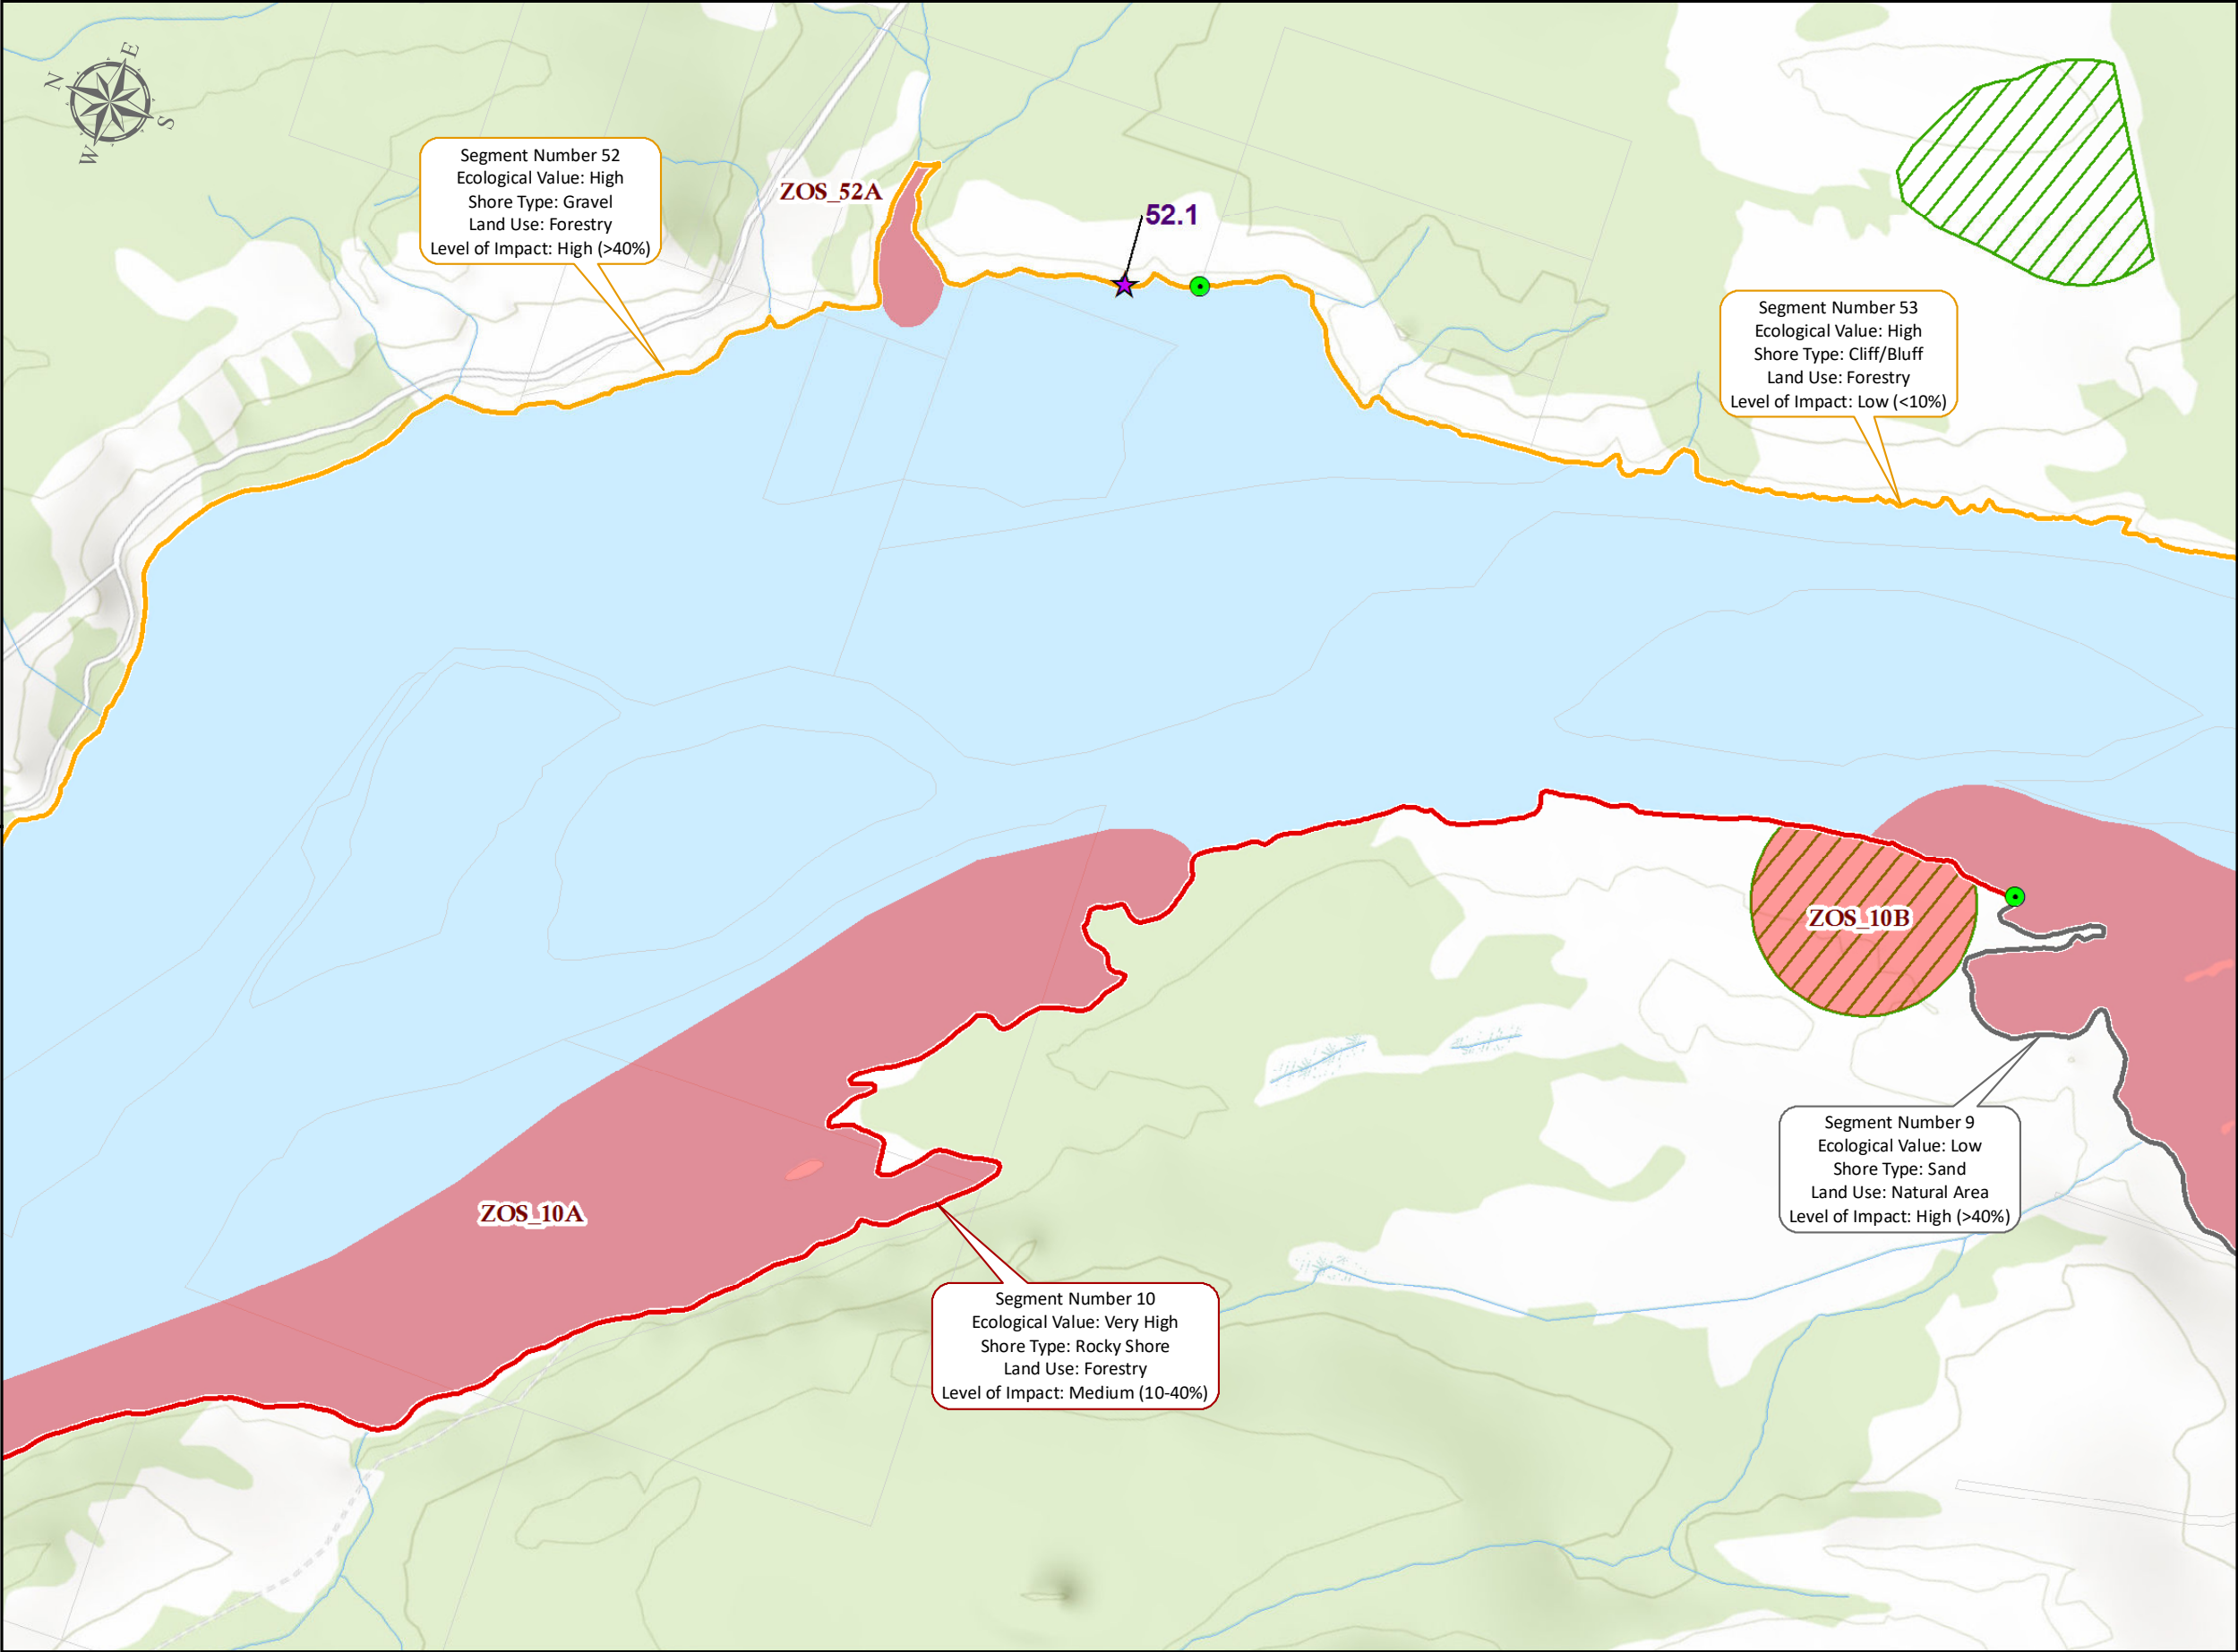 N
E
S
W
Segment Number 52
Ecological Value: High
Shore Type: Gravel
Land Use: Forestry
Level of Impact: High (>40%)
ZOS_52A
52.1
Segment Number 53
Ecological Value: High
Shore Type: Cliff/Bluff
Land Use: Forestry
Level of Impact: Low (<10%)
ZOS_10B
Segment Number 9
Ecological Value: Low
Shore Type: Sand
Land Use: Natural Area
Level of Impact: High (>40%)
ZOS_10A
Segment Number 10
Ecological Value: Very High
Shore Type: Rocky Shore
Land Use: Forestry
Level of Impact: Medium (10-40%)